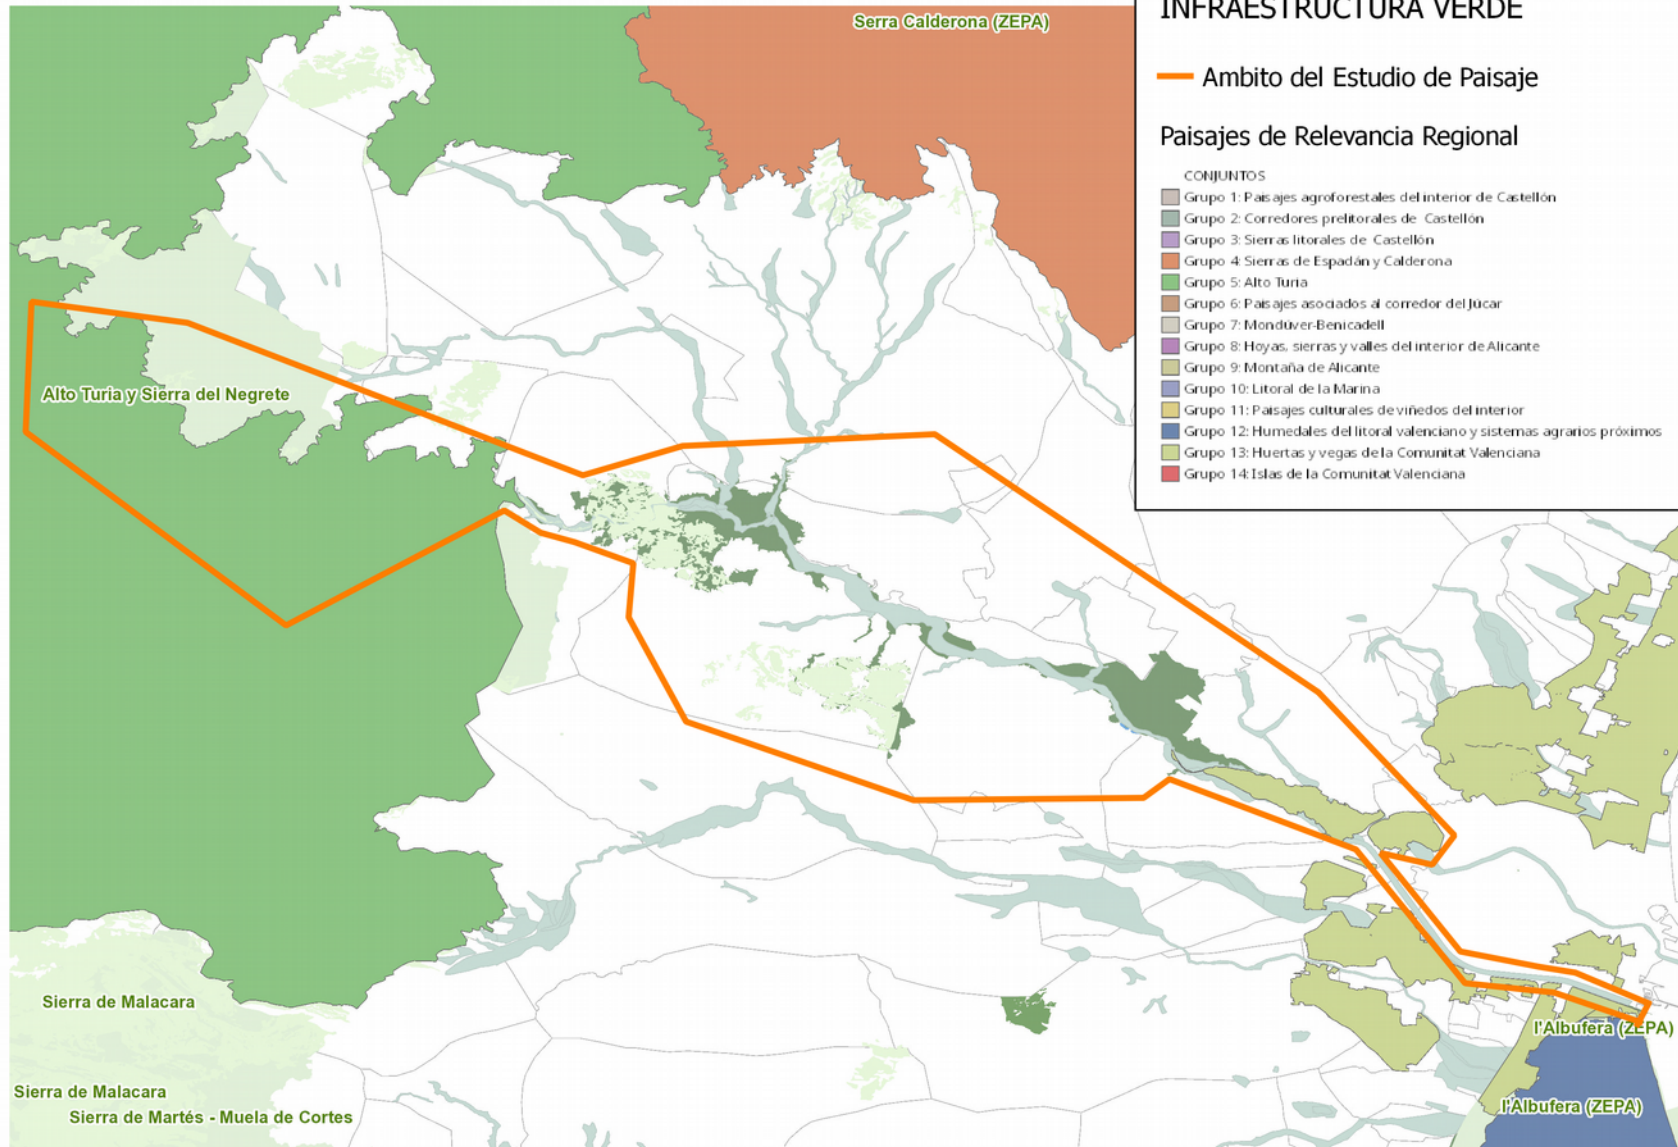 INFRAESTRUCTURA VERDE
Ambito del Estudio de Paisaje
Paisajes de Relevancia Regional
CONJUNTOS
Grupo 1: Paisajes agroforestales del interior de Castellón
Grupo 2: Corredores prelitorales de Castellón
Grupo 3: Sierras litorales de Castellón
Grupo 4: Sierras de Espadán y Calderona
Grupo 5: Alto Turia
Grupo 6: Paisajes asociados al corredor del Júcar
Grupo 7: Mondúver-Benicadell
Grupo 8: Hoyas, sierras y valles del interior de Alicante
Grupo 9: Montaña de Alicante
Grupo 10: Litoral de la Marina
Grupo 11: Paisajes culturales de viñedos del interior
Grupo 12: Humedales del litoral valenciano y sistemas agrarios próximos
Grupo 13: Huertas y vegas de la Comunitat Valenciana
Grupo 14: Islas de la Comunitat Valenciana
Serra Calderona (ZEPA)
Alto Turia y Sierra del Negrete
Sierra de Malacara
l'Albufera (ZEPA)
Sierra de Malacara
l'Albufera (ZEPA)
Sierra de Martés - Muela de Cortes